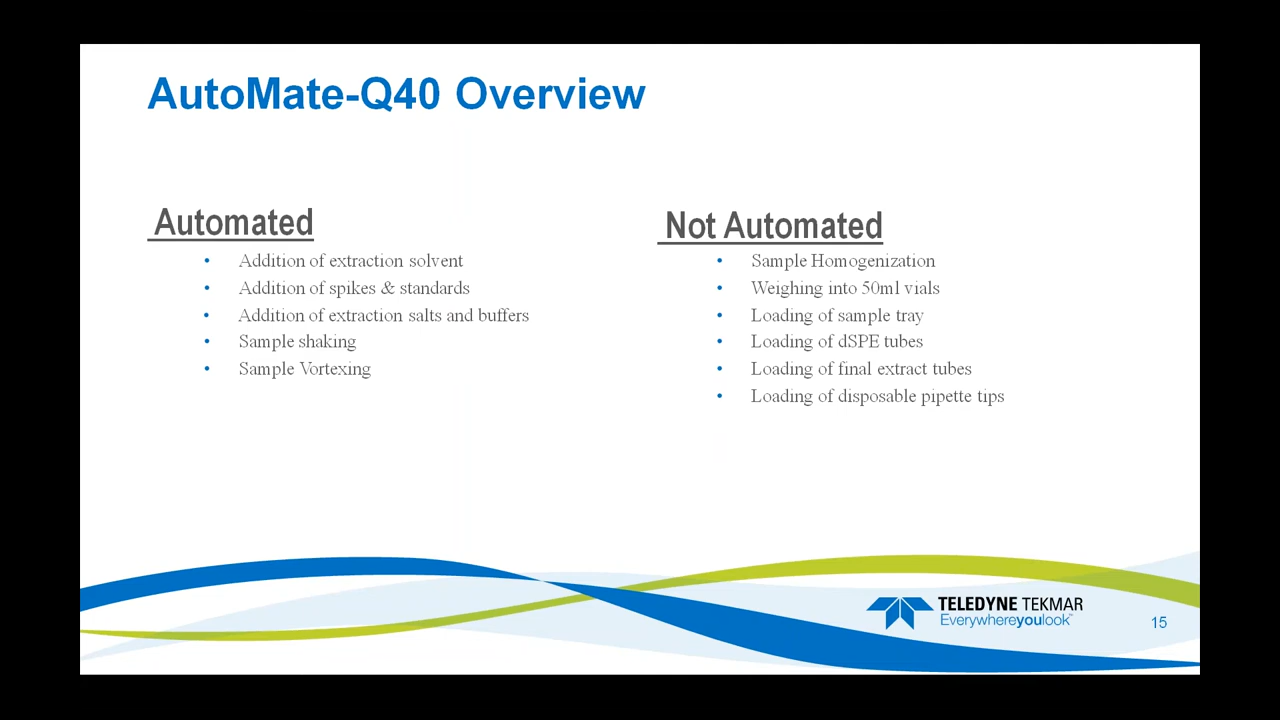 AutoMate-Q40 Overview
Automated
• Addition of extraction solvent
• Addition of spikes & standards
• Addition of extraction salts and buffers
• Sample shaking
• Sample Vortexing
Not Automated
• Sample Homogenization
• Weighing into 50ml vials
• Loading of sample tray
• Loading of dSPE tubes
• Loading of final extract tubes
• Loading of disposable pipette tips
TELEDYNE TEKMAR
Everywhereyoulook™
15